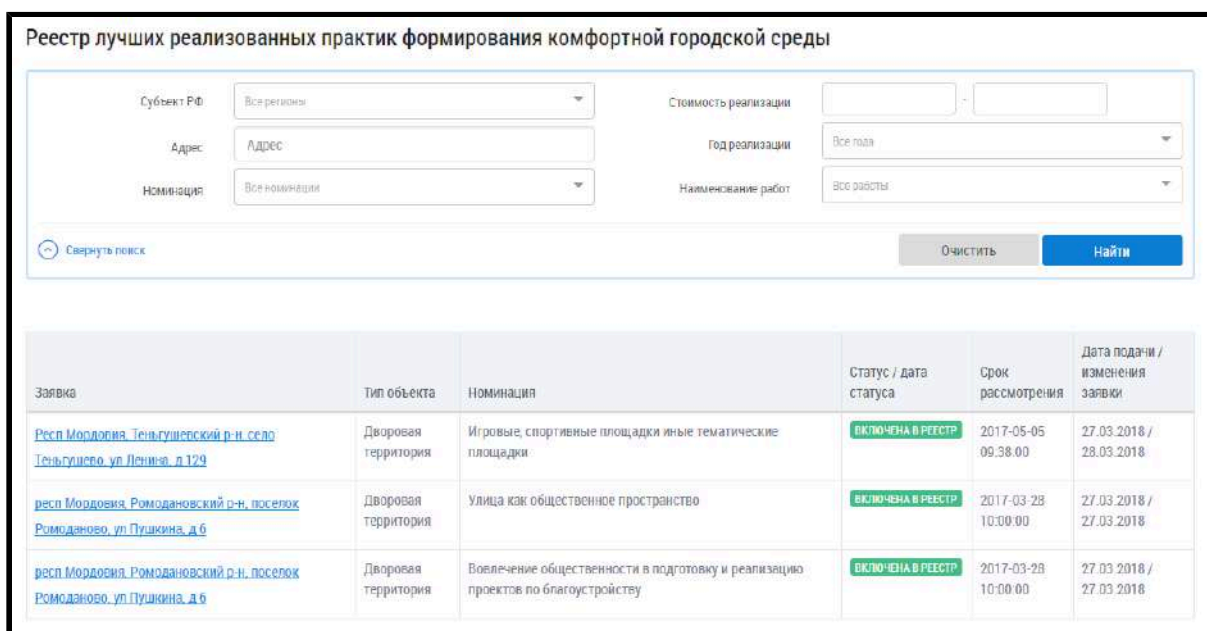 Реестр лучших реализованных практик формирования комфортной городской среды
Субъект РФ
Все регионы
Стоимость реализации
-
Адрес
Адрес
Год реализации
Все года
Номинация
Все номинации
Наименование работ
Все работы
Свернуть поиск
Очистить
Найти
Заявка
Тип объекта
Номинация
Статус / дата
статуса
Срок
рассмотрения
Дата подачи /
изменения
заявки
Респ Мордовия, Теньгушевский р-н, село
Теньгушево, ул Ленина, д 129
Дворовая
территория
Игровые, спортивные площадки иные тематические
площадки
ВКЛЮЧЕНА В РЕЕСТР
2017-05-05
09:38:00
27.03.2018 /
28.03.2018
респ Мордовия, Ромодановский р-н, поселок
Ромоданово, ул Пушкина, д 6
Дворовая
территория
Улица как общественное пространство
ВКЛЮЧЕНА В РЕЕСТР
2017-03-28
10:00:00
27.03.2018 /
27.03.2018
респ Мордовия, Ромодановский р-н, поселок
Ромоданово, ул Пушкина, д 6
Дворовая
территория
Вовлечение общественности в подготовку и реализацию
проектов по благоустройству
ВКЛЮЧЕНА В РЕЕСТР
2017-03-28
10:00:00
27.03.2018 /
27.03.2018